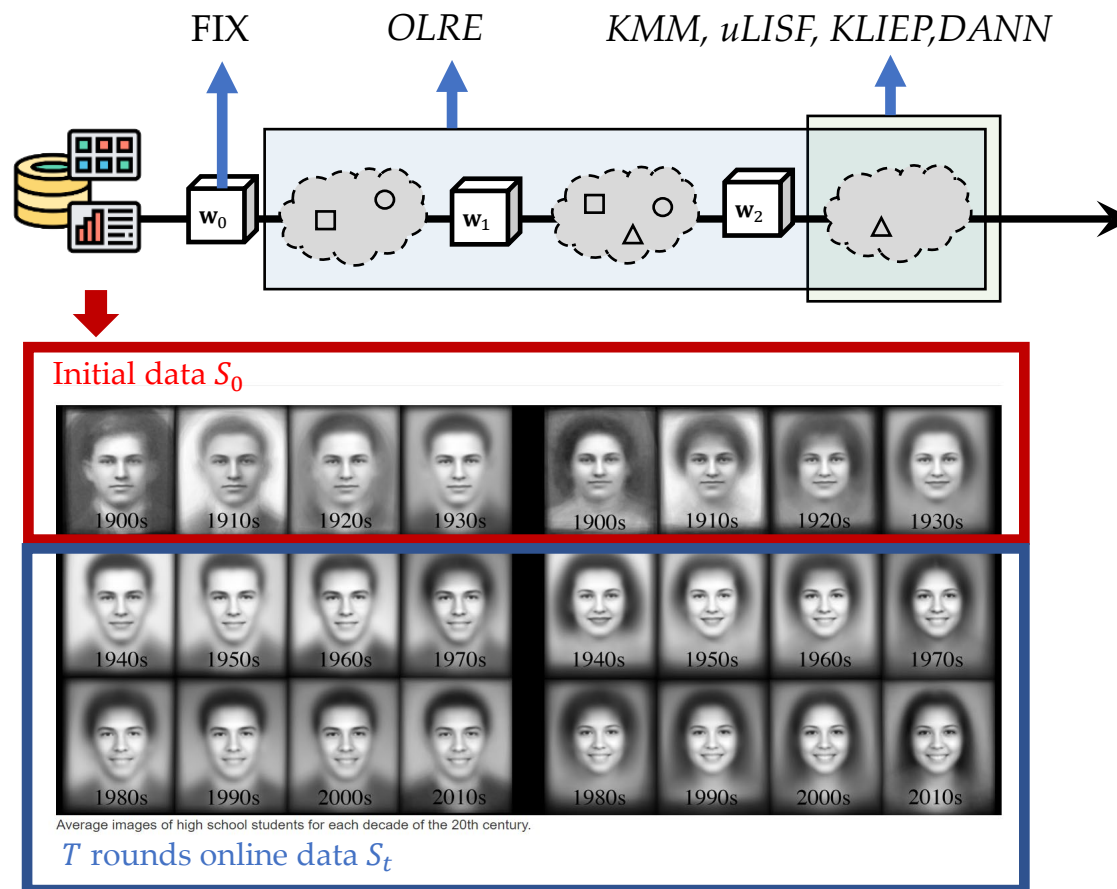 FIX OLRE KMM, uLISF, KLIEP,DANN
w₀ w₁ w₂
Initial data S₀
1900s 1910s 1920s 1930s 1900s 1910s 1920s 1930s
1940s 1950s 1960s 1970s 1940s 1950s 1960s 1970s
1980s 1990s 2000s 2010s 1980s 1990s 2000s 2010s
Average images of high school students for each decade of the 20th century.
T rounds online data Sₜ